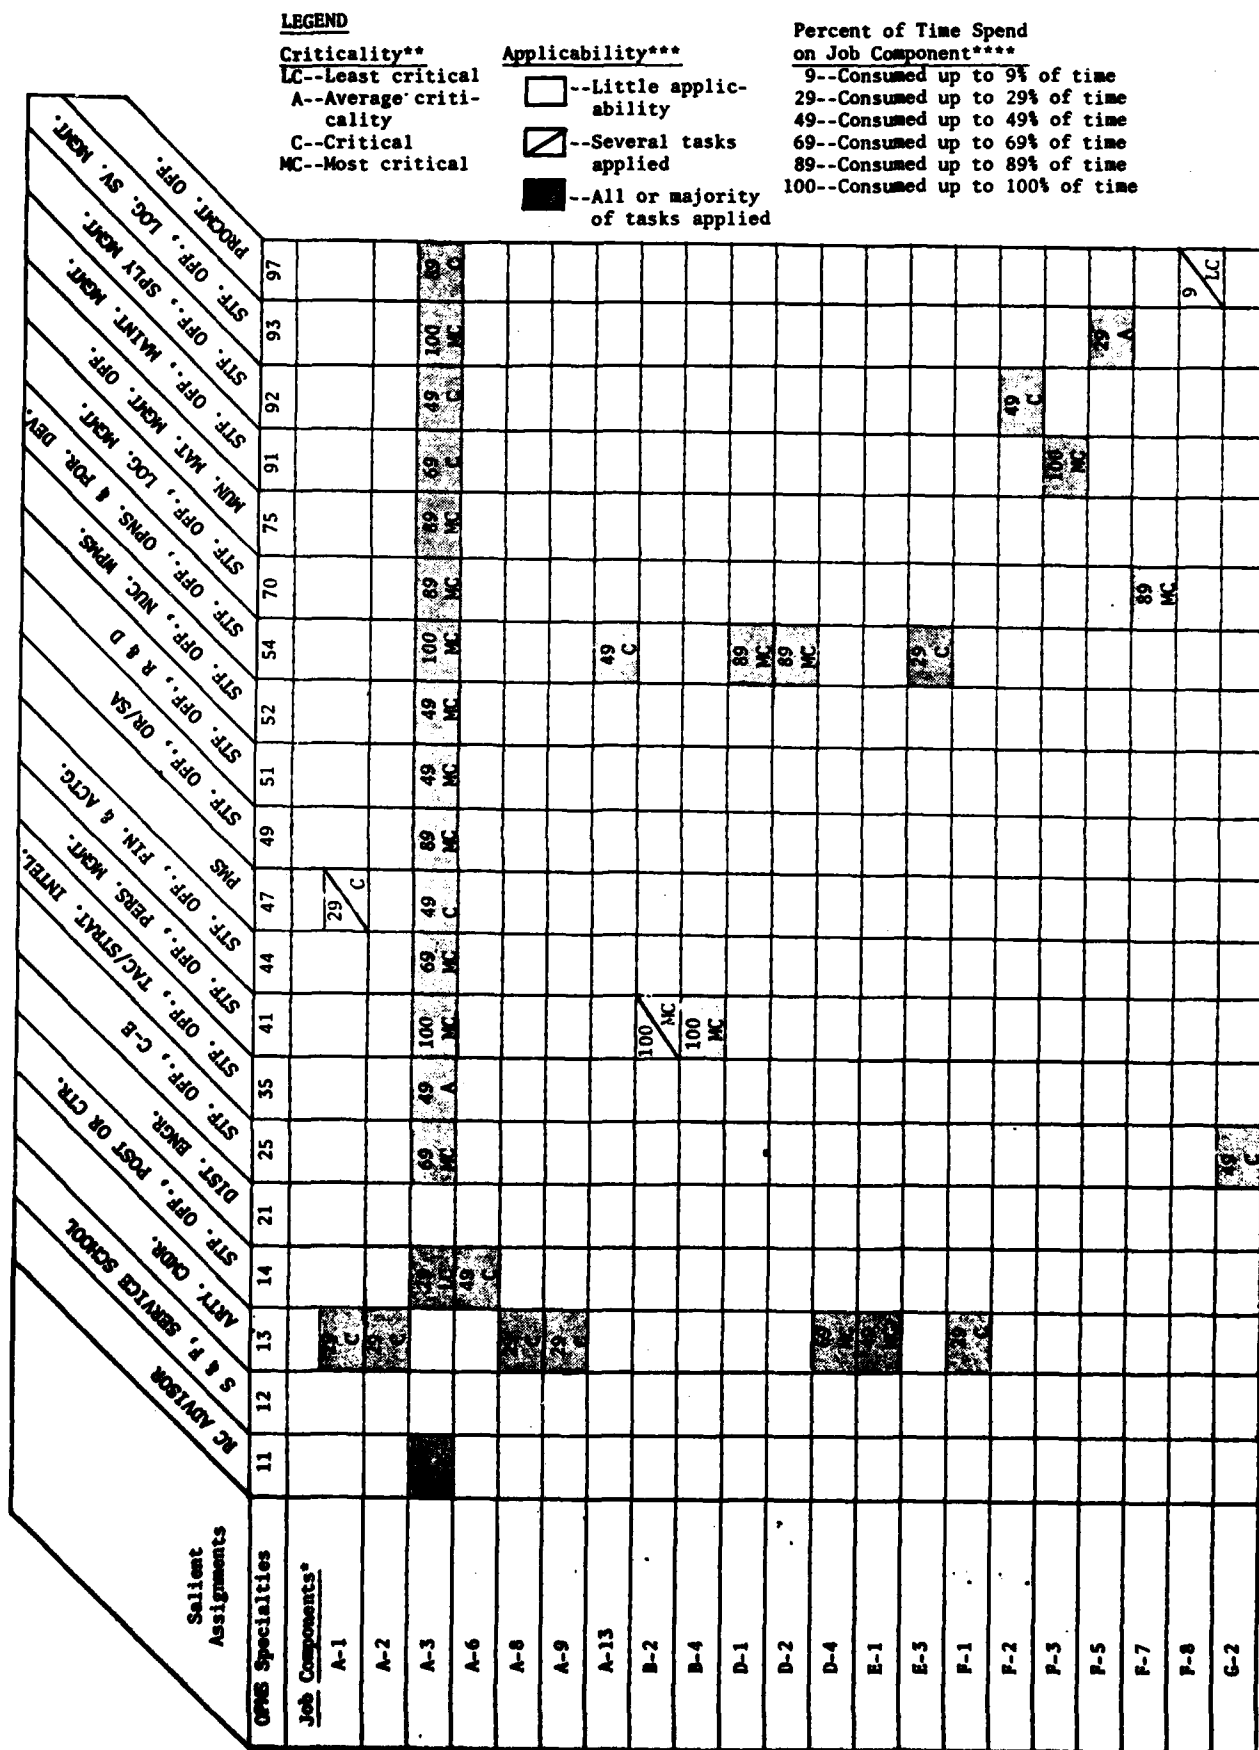 LEGEND
Criticality**
LC--Least critical
A--Average criti-
cality
C--Critical
MC--Most critical
Applicability***
--Little applic-
ability
--Several tasks
applied
--All or majority
of tasks applied
Percent of Time Spend
on Job Component****
9--Consumed up to 9% of time
29--Consumed up to 29% of time
49--Consumed up to 49% of time
69--Consumed up to 69% of time
89--Consumed up to 89% of time
100--Consumed up to 100% of time
Salient
Assignments
RC ADVISOR
S & F, SERVICE SCHOOL
ARTY. CMDR.
STF. OFF., POST OR CTR.
DIST. ENGR.
STF. OFF., C-E
STF. OFF., TAC/STRAT. INTEL.
STF. OFF., PERS. MGMT.
STF. OFF., FIN. & ACTG.
PMS
STF. OFF., OR/SA
STF. OFF., R & D
STF. OFF., NUC. WPMS.
STF. OFF., OPNS. & FOR. DEV.
STF. OFF., LOG. MGMT.
MUN. MAT. MGMT. OFF.
STF. OFF., MAINT. MGMT.
STF. OFF., SPLY MGMT.
STF. OFF., LOG. SV. MGMT.
PROCMT. OFF.
OPMS Specialties 11 12 13 14 21 25 35 41 44 47 49 51 52 54 70 75 91 92 93 97
Job Components*
A-1 C 29 C
A-2 29 C
A-3 69 MC 49 A 100 MC 69 MC 49 C 89 MC 49 MC 49 MC 100 MC 89 MC 89 MC 69 C 49 C 100 MC 89 C
A-6 49 C
A-8 29 C
A-9 29 C
A-13 49 C
B-2 100 MC
B-4 100 MC
D-1 89 MC
D-2 89 MC
D-4 69 MC
E-1
E-3 29 C
F-1 29 C
F-2 49 C
F-3 100 MC
F-5 29 A
F-7 89 MC
F-8 9 LC
G-2 49 C